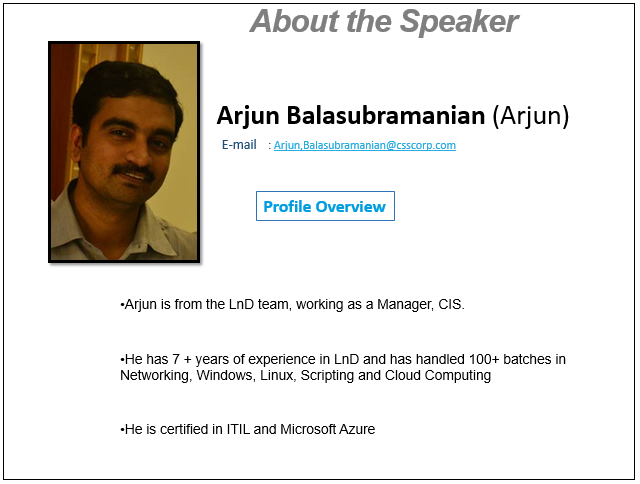 About the Speaker
Arjun Balasubramanian (Arjun)
E-mail : Arjun,Balasubramanian@csscorp.com
Profile Overview
•Arjun is from the LnD team, working as a Manager, CIS.
•He has 7 + years of experience in LnD and has handled 100+ batches in
Networking, Windows, Linux, Scripting and Cloud Computing
•He is certified in ITIL and Microsoft Azure